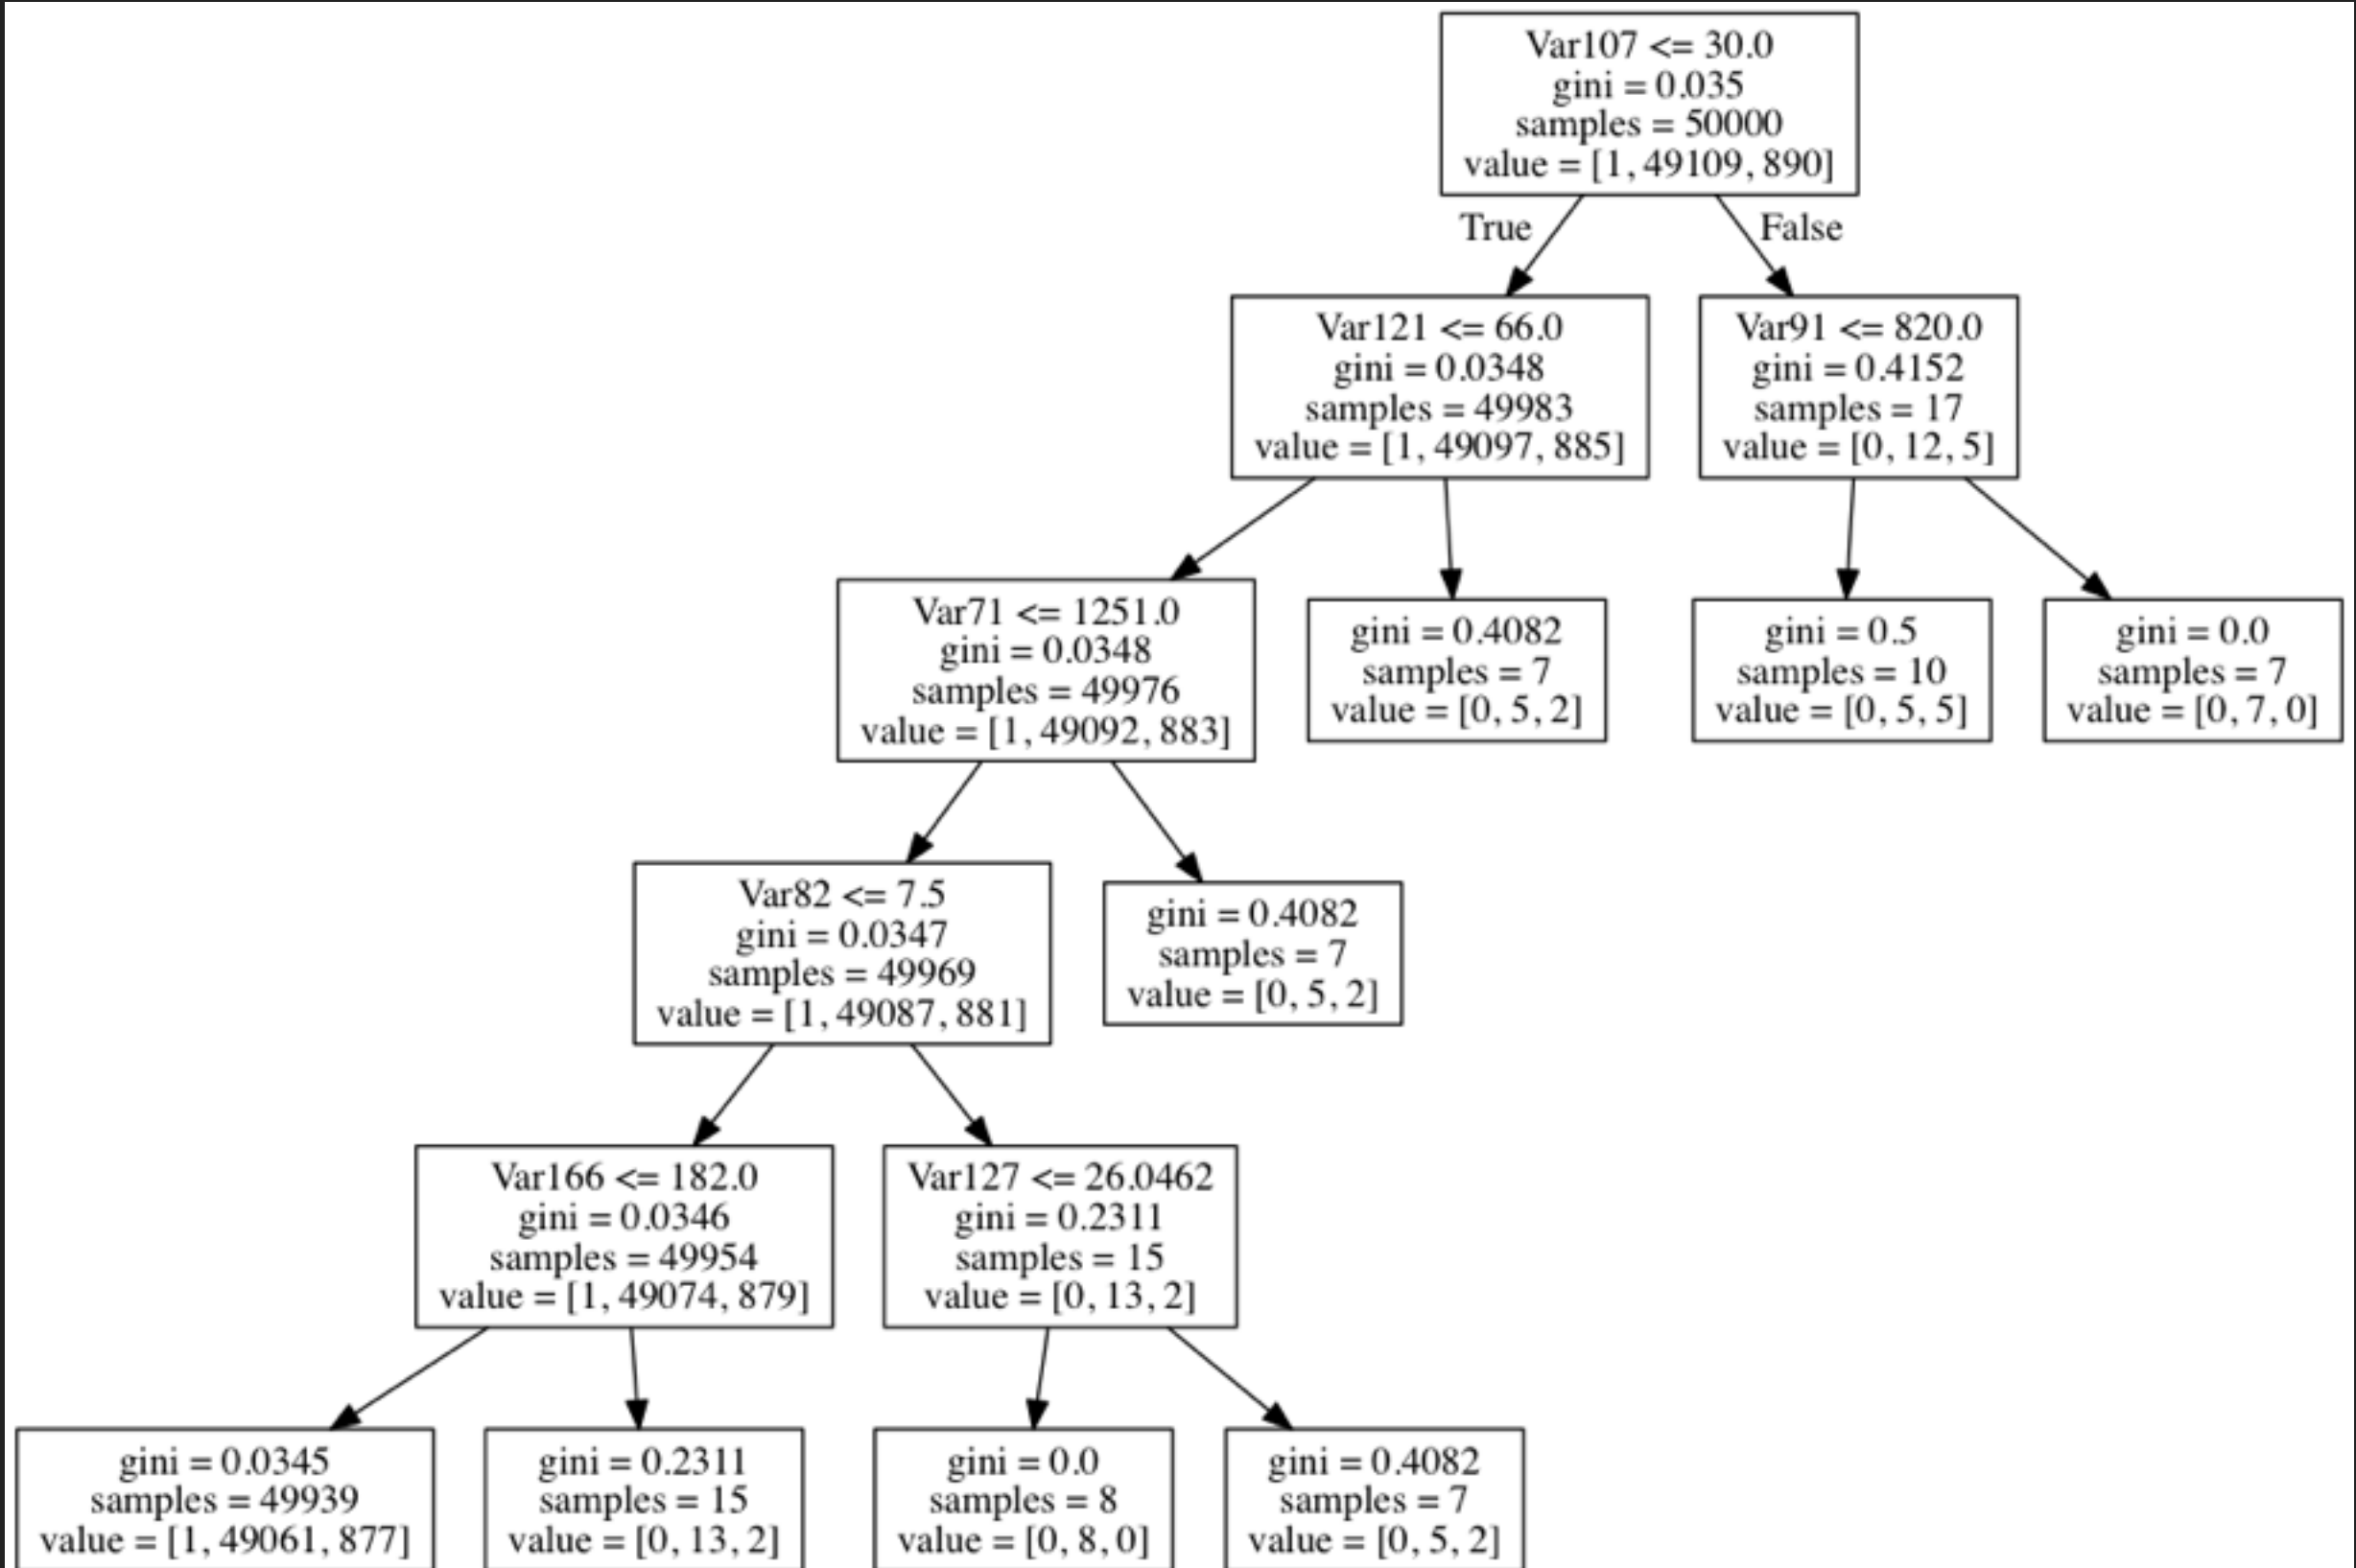 Var107 <= 30.0
gini = 0.035
samples = 50000
value = [1, 49109, 890]
True
False
Var121 <= 66.0
gini = 0.0348
samples = 49983
value = [1, 49097, 885]
Var91 <= 820.0
gini = 0.4152
samples = 17
value = [0, 12, 5]
Var71 <= 1251.0
gini = 0.0348
samples = 49976
value = [1, 49092, 883]
gini = 0.4082
samples = 7
value = [0, 5, 2]
gini = 0.5
samples = 10
value = [0, 5, 5]
gini = 0.0
samples = 7
value = [0, 7, 0]
Var82 <= 7.5
gini = 0.0347
samples = 49969
value = [1, 49087, 881]
gini = 0.4082
samples = 7
value = [0, 5, 2]
Var166 <= 182.0
gini = 0.0346
samples = 49954
value = [1, 49074, 879]
Var127 <= 26.0462
gini = 0.2311
samples = 15
value = [0, 13, 2]
gini = 0.0345
samples = 49939
value = [1, 49061, 877]
gini = 0.2311
samples = 15
value = [0, 13, 2]
gini = 0.0
samples = 8
value = [0, 8, 0]
gini = 0.4082
samples = 7
value = [0, 5, 2]